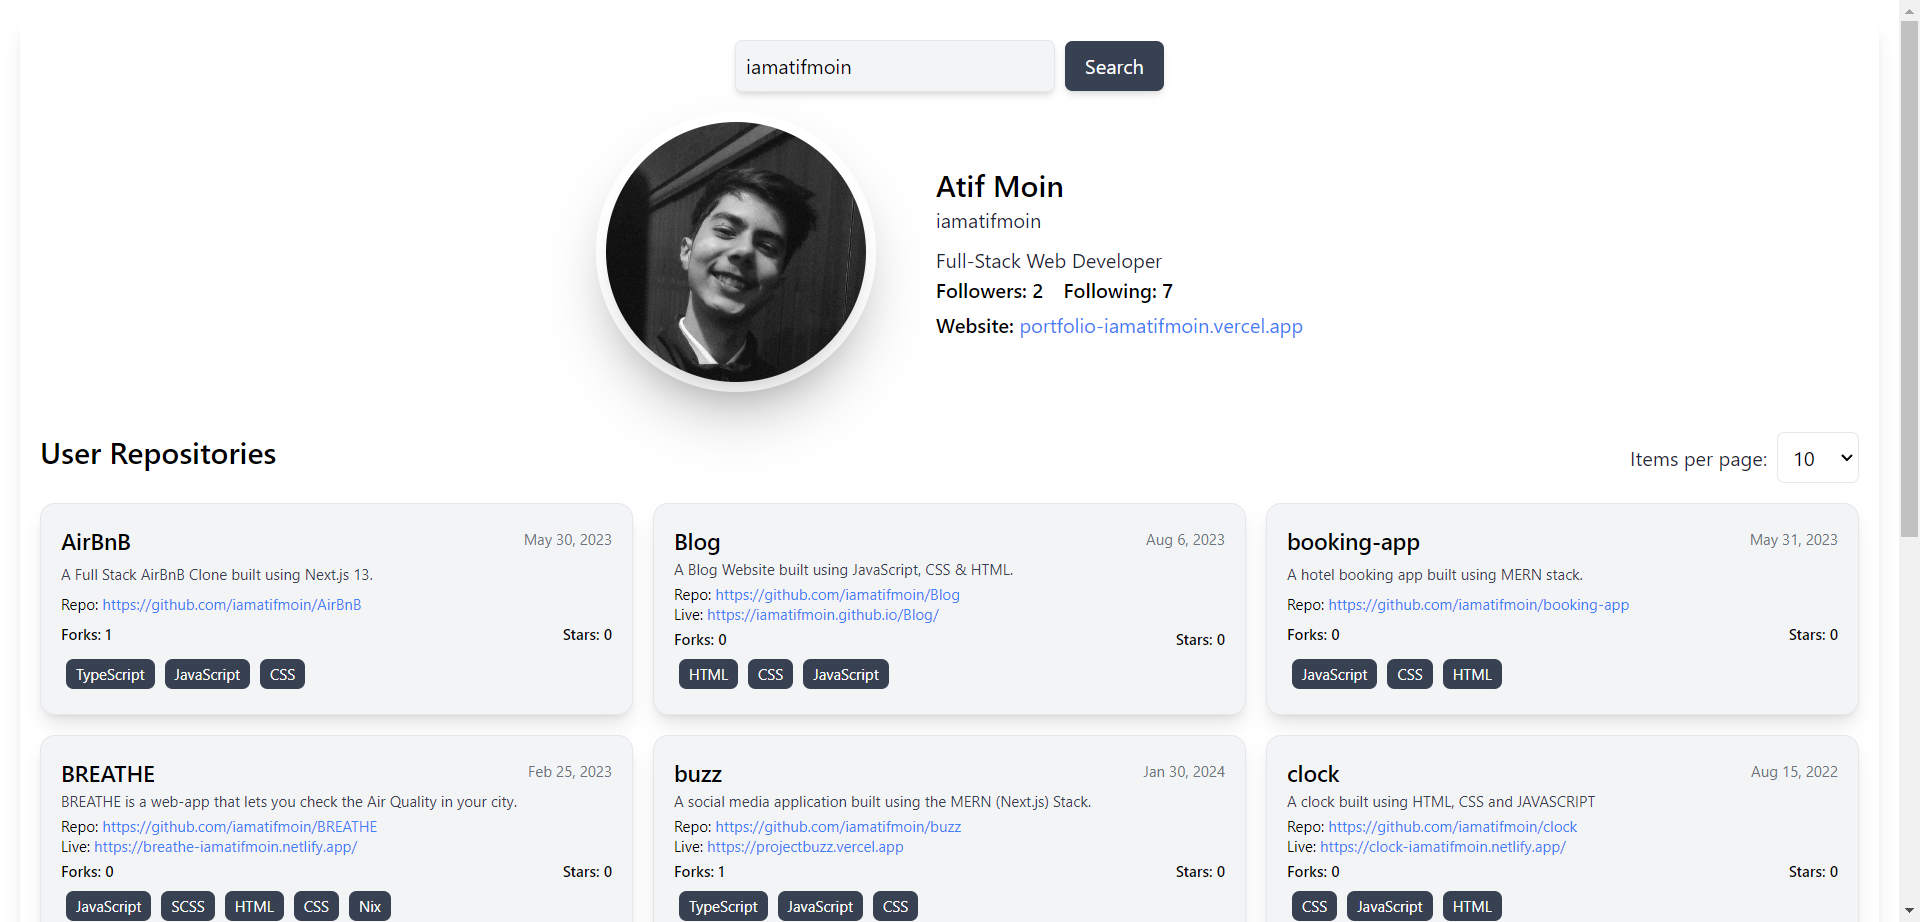 iamatifmoin
Search
Atif Moin
iamatifmoin
Full-Stack Web Developer
Followers: 2 Following: 7
Website: portfolio-iamatifmoin.vercel.app
User Repositories
Items per page: 10
AirBnB
May 30, 2023
A Full Stack AirBnB Clone built using Next.js 13.
Repo: https://github.com/iamatifmoin/AirBnB
Forks: 1
Stars: 0
TypeScript JavaScript CSS
Blog
Aug 6, 2023
A Blog Website built using JavaScript, CSS & HTML.
Repo: https://github.com/iamatifmoin/Blog
Live: https://iamatifmoin.github.io/Blog/
Forks: 0
Stars: 0
HTML CSS JavaScript
booking-app
May 31, 2023
A hotel booking app built using MERN stack.
Repo: https://github.com/iamatifmoin/booking-app
Forks: 0
Stars: 0
JavaScript CSS HTML
BREATHE
Feb 25, 2023
BREATHE is a web-app that lets you check the Air Quality in your city.
Repo: https://github.com/iamatifmoin/BREATHE
Live: https://breathe-iamatifmoin.netlify.app/
Forks: 0
Stars: 0
JavaScript SCSS HTML CSS Nix
buzz
Jan 30, 2024
A social media application built using the MERN (Next.js) Stack.
Repo: https://github.com/iamatifmoin/buzz
Live: https://projectbuzz.vercel.app
Forks: 1
Stars: 0
TypeScript JavaScript CSS
clock
Aug 15, 2022
A clock built using HTML, CSS and JAVASCRIPT
Repo: https://github.com/iamatifmoin/clock
Live: https://clock-iamatifmoin.netlify.app/
Forks: 0
Stars: 0
CSS JavaScript HTML